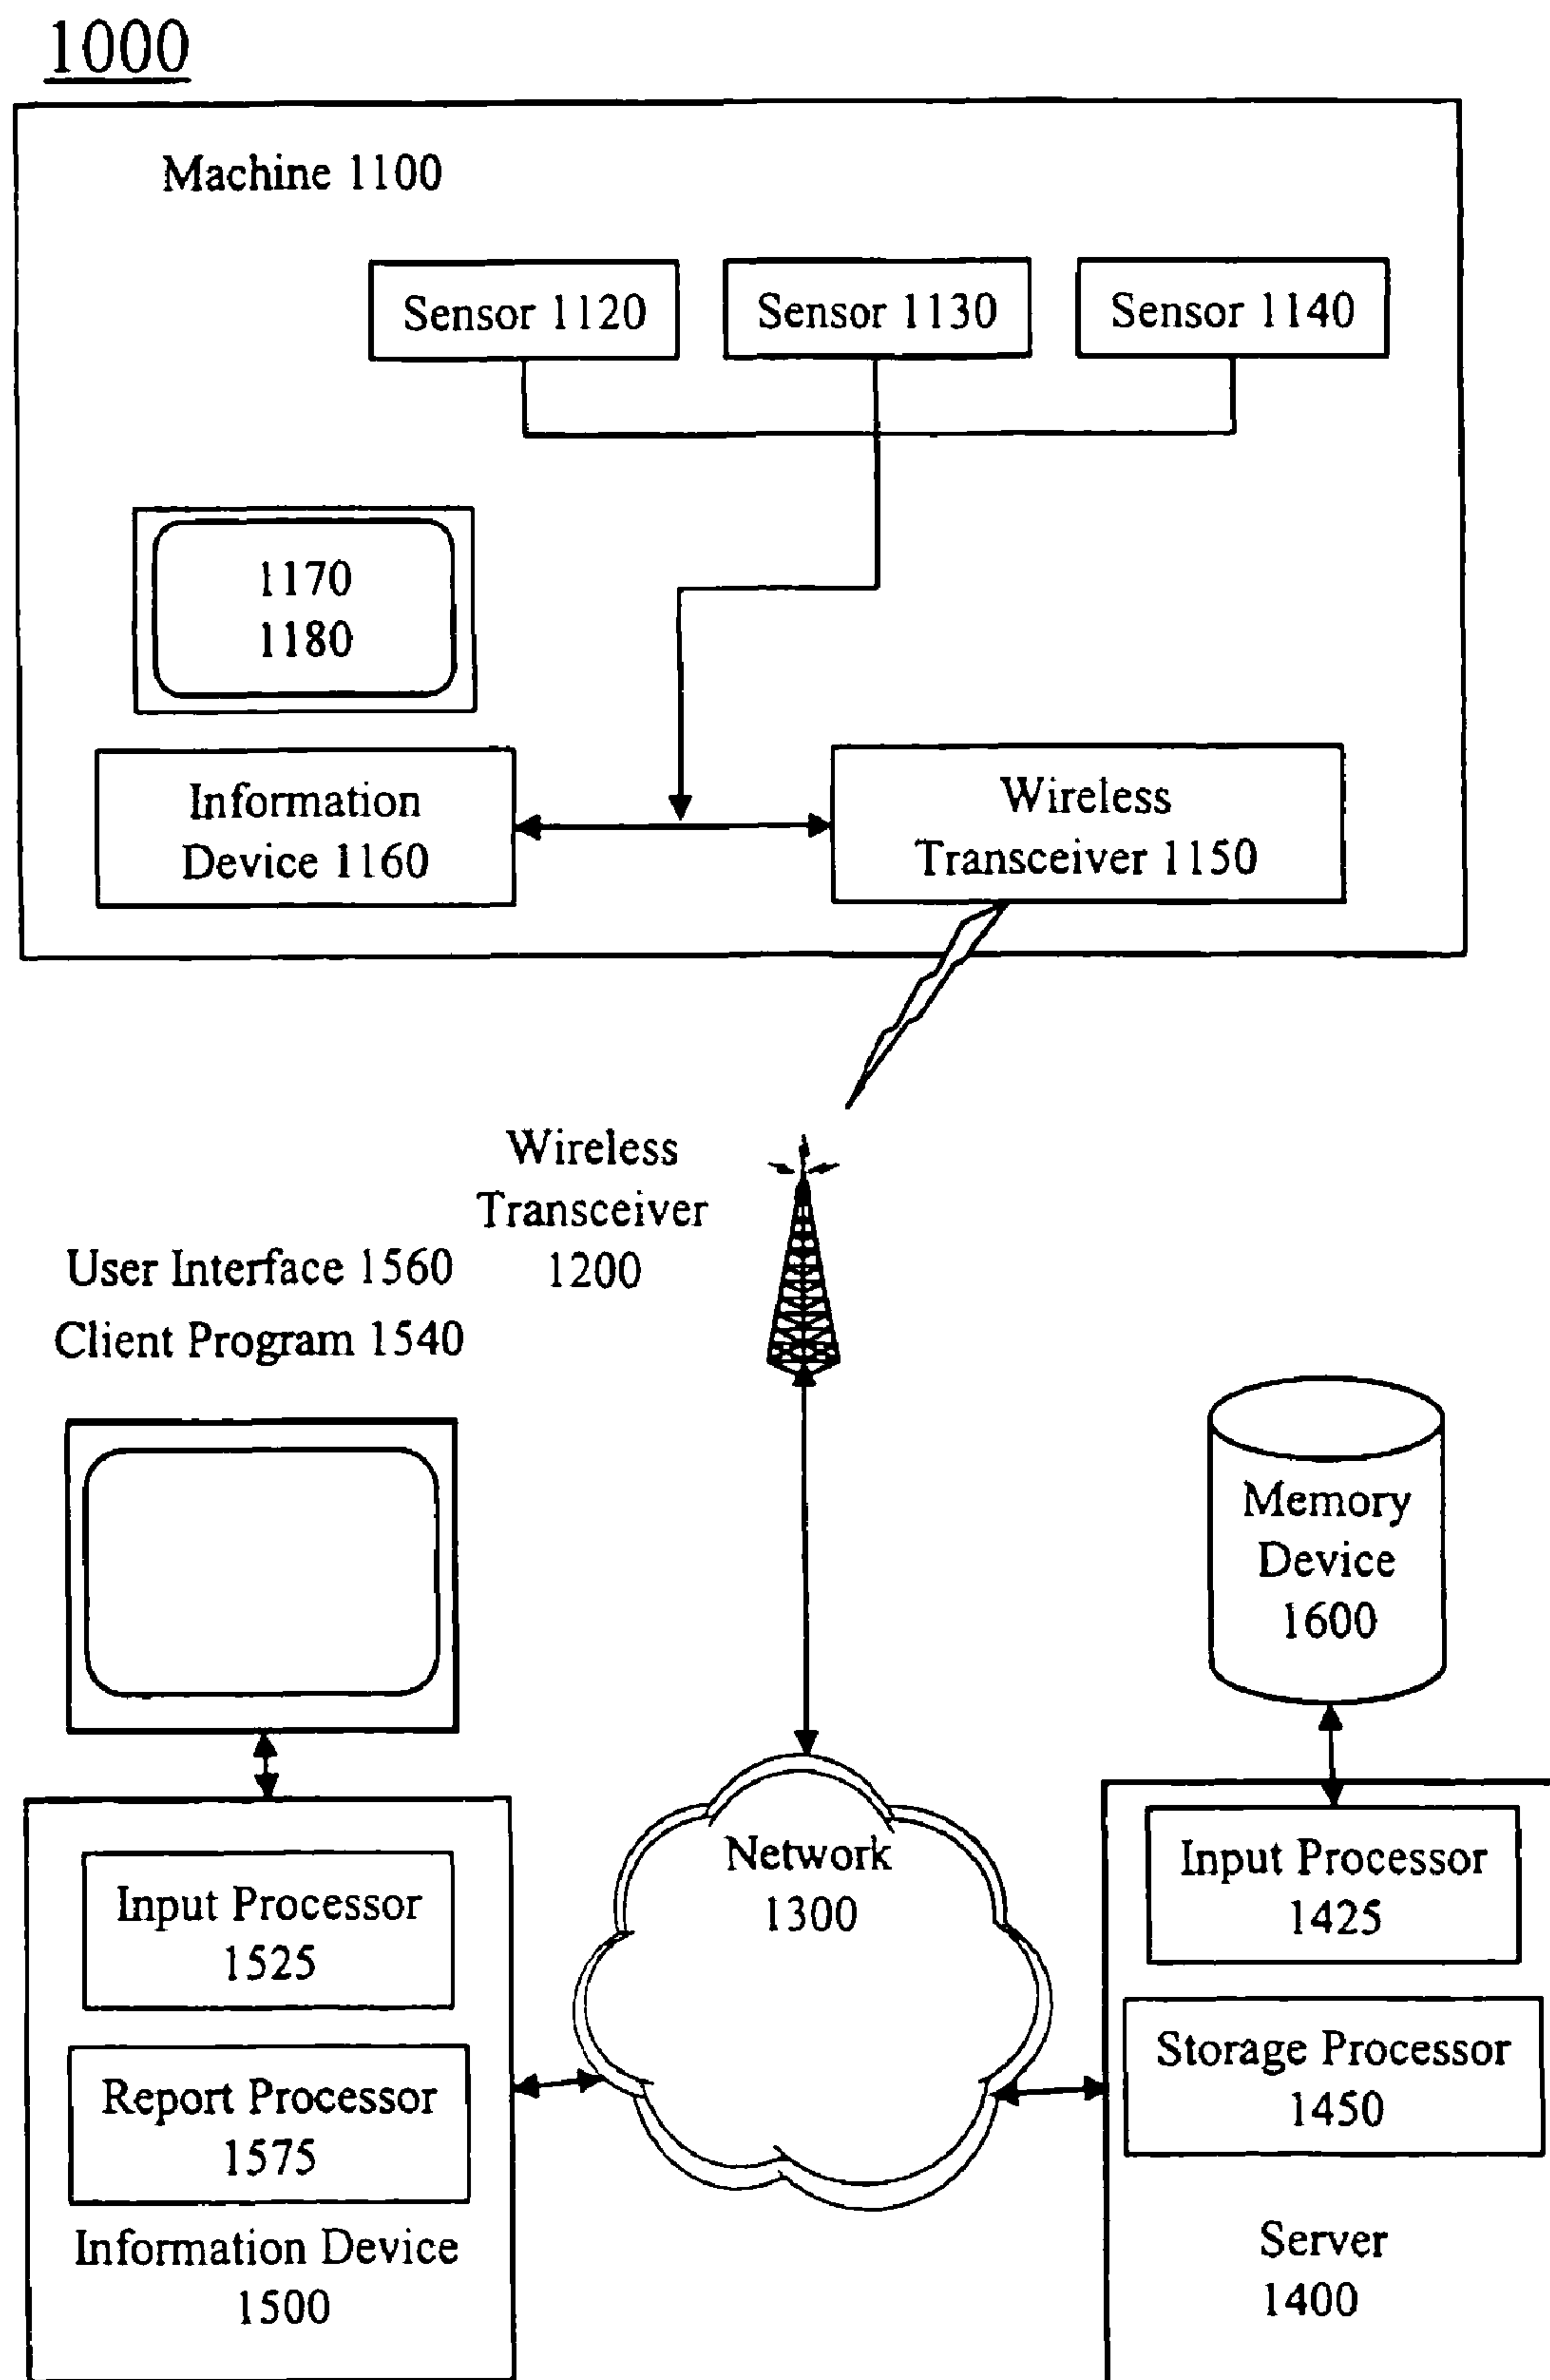 1000
Machine 1100
Sensor 1120
Sensor 1130
Sensor 1140
1170
1180
Information
Device 1160
Wireless
Transceiver 1150
Wireless
Transceiver
1200
User Interface 1560
Client Program 1540
Memory
Device
1600
Network
1300
Input Processor
1425
Input Processor
1525
Storage Processor
1450
Report Processor
1575
Information Device
1500
Server
1400